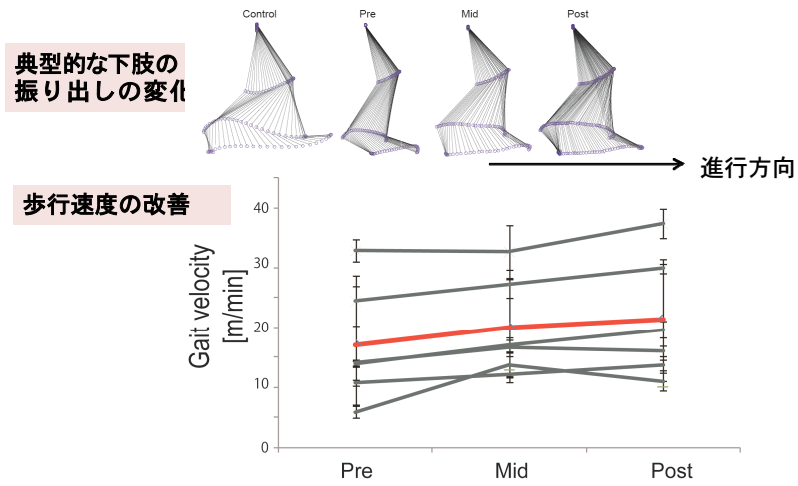 Control Pre Mid Post
典型的な下肢の
振り出しの変化
進行方向
歩行速度の改善
40
30
20
10
0
Gait velocity
[m/min]
Pre Mid Post